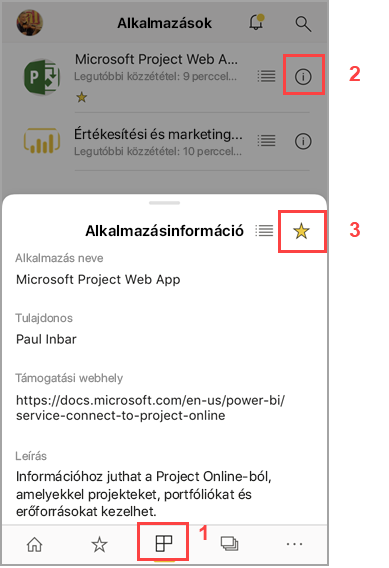 Alkalmazások
Microsoft Project Web A...
Legutóbbi közzététel: 9 perccel...
2
Értékesítési és marketing...
Legutóbbi közzététel: 10 perccel...
Alkalmazásinformáció
3
Alkalmazás neve
Microsoft Project Web App
Tulajdonos
Paul Inbar
Támogatási webhely
https://docs.microsoft.com/en-us/power-bi/
service-connect-to-project-online
Leírás
Információhoz juthat a Project Online-ból,
amelyekkel projekteket, portfóliókat és
erőforrásokat kezelhet.
1